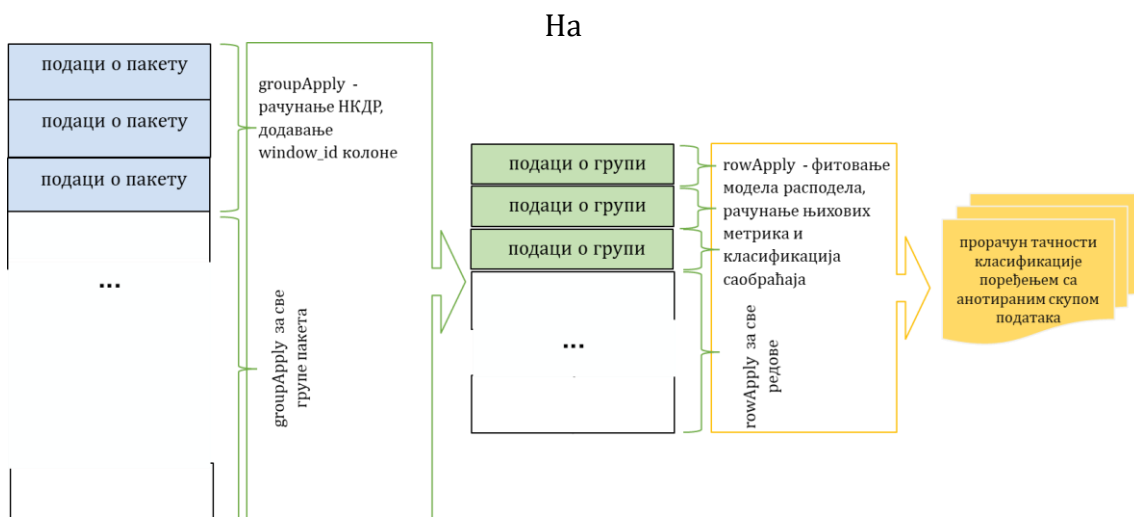 На
подаци о пакету
подаци о пакету
подаци о пакету
...
groupApply -
рачунање НКДР,
додавање
window_id колоне
groupApply за све
групе пакета
подаци о групи
подаци о групи
подаци о групи
...
rowApply - фитовање
модела расподела,
рачунање њихових
метрика и
класификација
саобраћаја
rowApply за све
редове
прорачун тачности
класификације
поређењем са
анотираним скупом
података